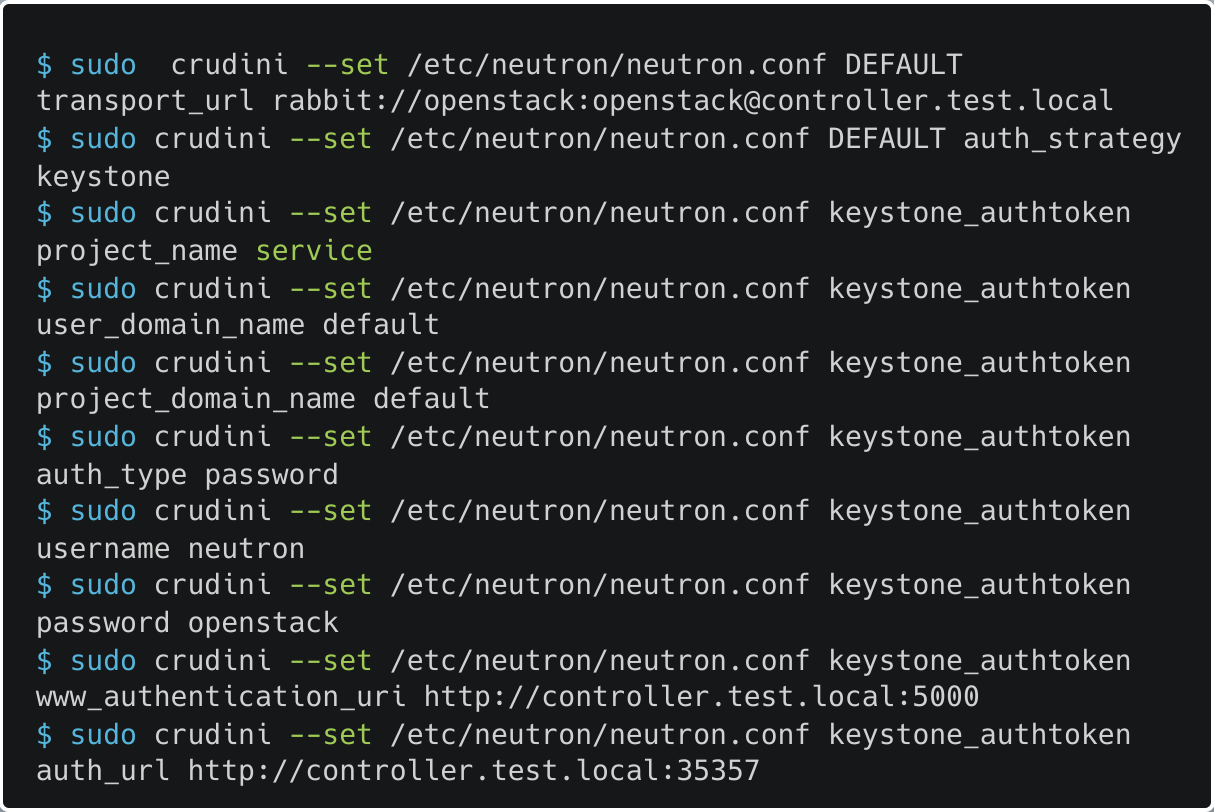 $ sudo  crudini --set /etc/neutron/neutron.conf DEFAULT
transport_url rabbit://openstack:openstack@controller.test.local
$ sudo crudini --set /etc/neutron/neutron.conf DEFAULT auth_strategy
keystone
$ sudo crudini --set /etc/neutron/neutron.conf keystone_authtoken
project_name service
$ sudo crudini --set /etc/neutron/neutron.conf keystone_authtoken
user_domain_name default
$ sudo crudini --set /etc/neutron/neutron.conf keystone_authtoken
project_domain_name default
$ sudo crudini --set /etc/neutron/neutron.conf keystone_authtoken
auth_type password
$ sudo crudini --set /etc/neutron/neutron.conf keystone_authtoken
username neutron
$ sudo crudini --set /etc/neutron/neutron.conf keystone_authtoken
password openstack
$ sudo crudini --set /etc/neutron/neutron.conf keystone_authtoken
www_authentication_uri http://controller.test.local:5000
$ sudo crudini --set /etc/neutron/neutron.conf keystone_authtoken
auth_url http://controller.test.local:35357